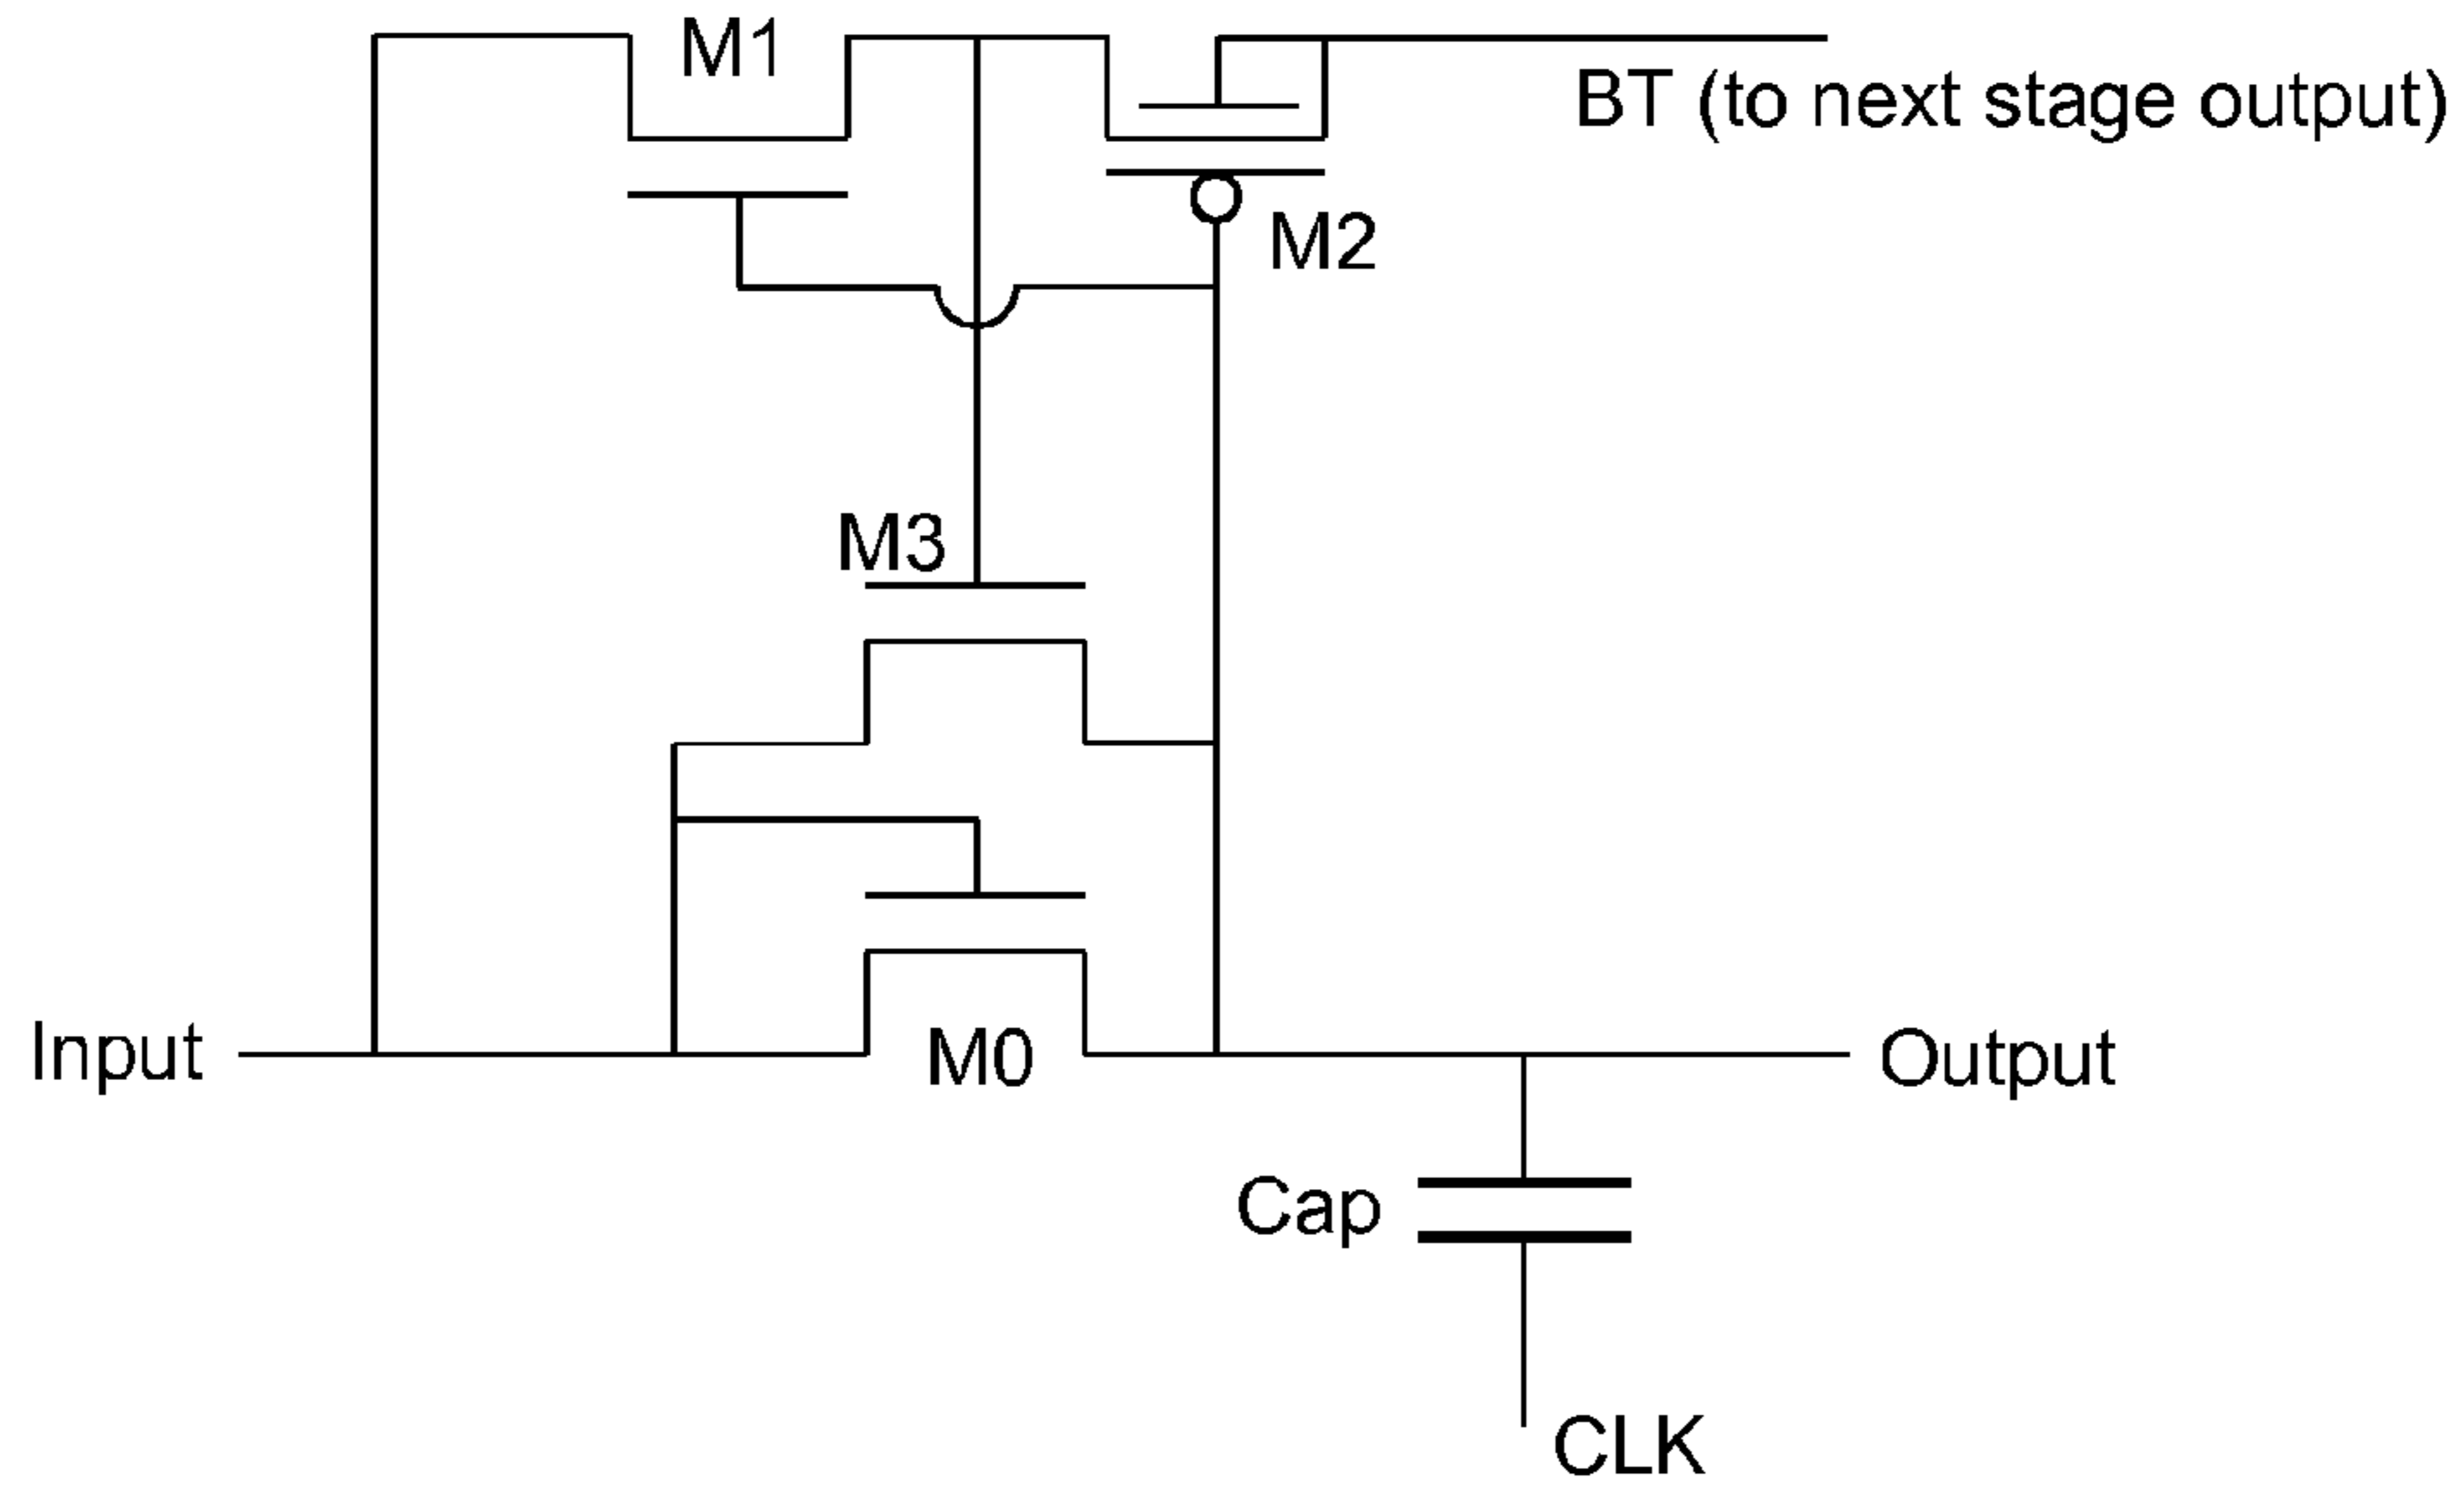 M1
BT (to next stage output)
M2
M3
Input
M0
Output
Cap
CLK